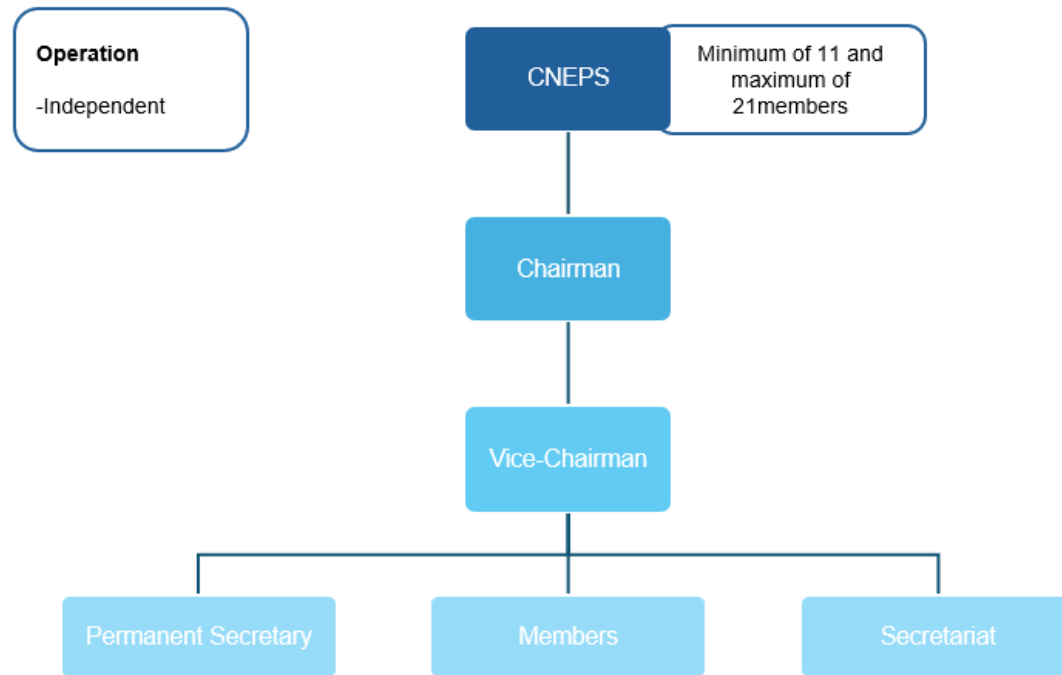 Operation
-Independent
CNEPS
Minimum of 11 and
maximum of
21members
Chairman
Vice-Chairman
Permanent Secretary
Members
Secretariat